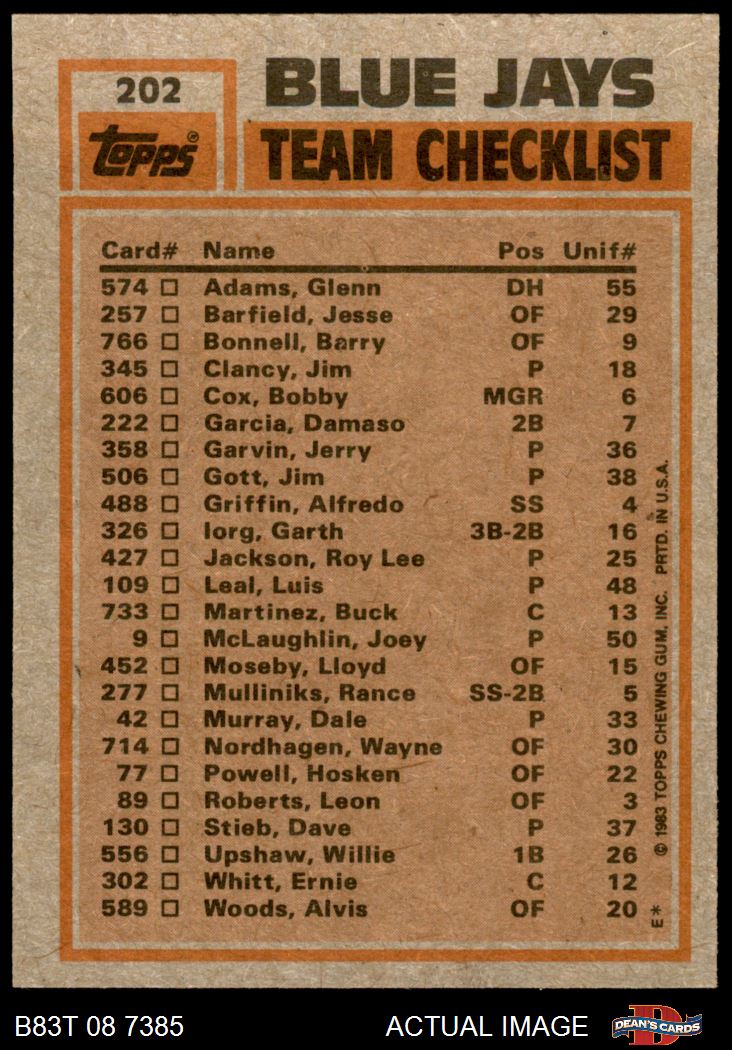 202
BLUE JAYS
Topps®
TEAM CHECKLIST
Card# Name Pos Unif#
574 □ Adams, Glenn DH 55
257 □ Barfield, Jesse OF 29
766 □ Bonnell, Barry OF 9
345 □ Clancy, Jim P 18
606 □ Cox, Bobby MGR 6
222 □ Garcia, Damaso 2B 7
358 □ Garvin, Jerry P 36
506 □ Gott, Jim P 38
488 □ Griffin, Alfredo SS 4
326 □ Iorg, Garth 3B-2B 16
427 □ Jackson, Roy Lee P 25
109 □ Leal, Luis P 48
733 □ Martinez, Buck C 13
9 □ McLaughlin, Joey P 50
452 □ Moseby, Lloyd OF 15
277 □ Mulliniks, Rance SS-2B 5
42 □ Murray, Dale P 33
714 □ Nordhagen, Wayne OF 30
77 □ Powell, Hosken OF 22
89 □ Roberts, Leon OF 3
130 □ Stieb, Dave P 37
556 □ Upshaw, Willie 1B 26
302 □ Whitt, Ernie C 12
589 □ Woods, Alvis OF 20
E* © 1983 TOPPS CHEWING GUM, INC. PRTD. IN U.S.A.
B83T 08 7385 ACTUAL IMAGE
D
DEAN'S CARDS